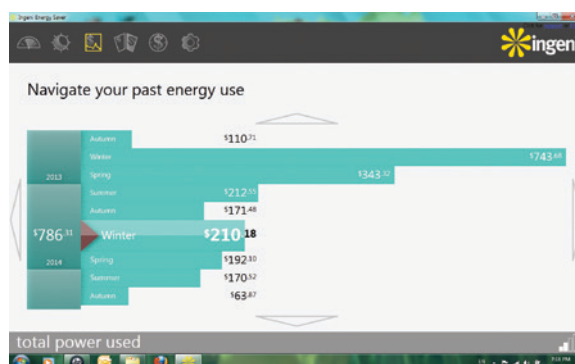 Ingen Energy Saver
ingen
Navigate your past energy use
Autumn $110.71
Winter $743.68
2013 Spring $343.32
Summer $212.55
Autumn $171.48
$786.31 Winter $210.18
2014 Spring $192.10
Summer $170.52
Autumn $63.87
total power used